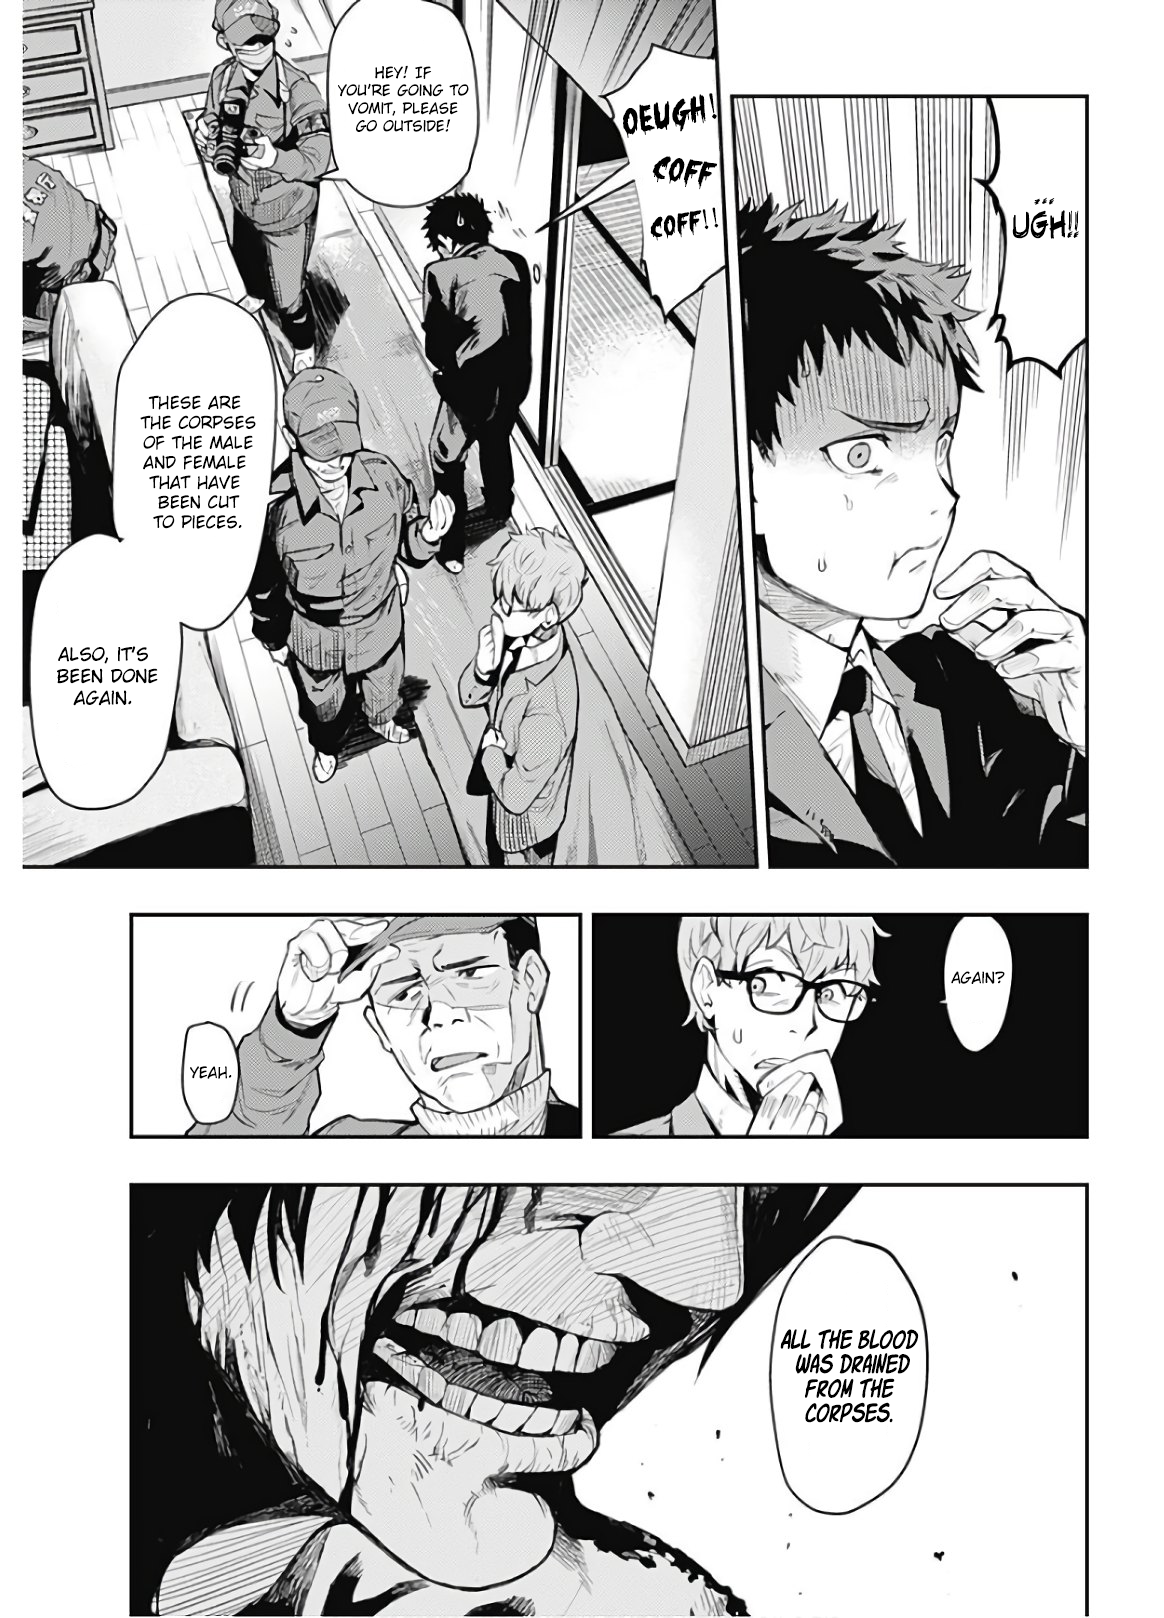 ...
UGH!!
OEUGH!
COFF
COFF!!
HEY! IF
YOU'RE GOING TO
VOMIT, PLEASE
GO OUTSIDE!
THESE ARE
THE CORPSES
OF THE MALE
AND FEMALE
THAT HAVE
BEEN CUT
TO PIECES.
ALSO, IT'S
BEEN DONE
AGAIN.
AGAIN?
YEAH.
ALL THE BLOOD
WAS DRAINED
FROM THE
CORPSES.